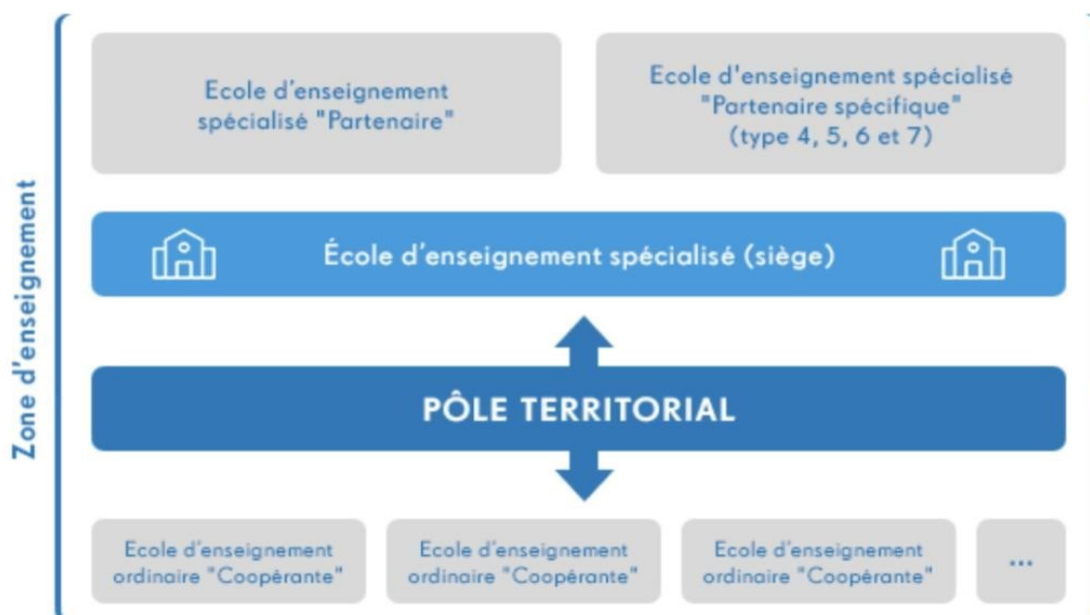 Zone d'enseignement
Ecole d'enseignement
spécialisé "Partenaire"
Ecole d'enseignement spécialisé
"Partenaire spécifique"
(type 4, 5, 6 et 7)
École d'enseignement spécialisé (siège)
PÔLE TERRITORIAL
Ecole d'enseignement
ordinaire "Coopérante"
Ecole d'enseignement
ordinaire "Coopérante"
Ecole d'enseignement
ordinaire "Coopérante"
...